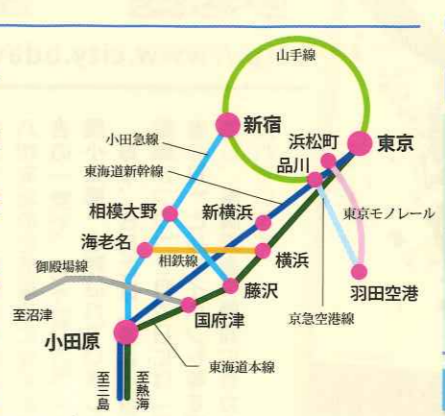 山手線
新宿
小田急線
浜松町
東京
品川
東海道新幹線
相模大野
新横浜
東京モノレール
海老名
相鉄線
横浜
御殿場線
藤沢
羽田空港
至沼津
国府津
京急空港線
小田原
東海道本線
至三島
至熱海